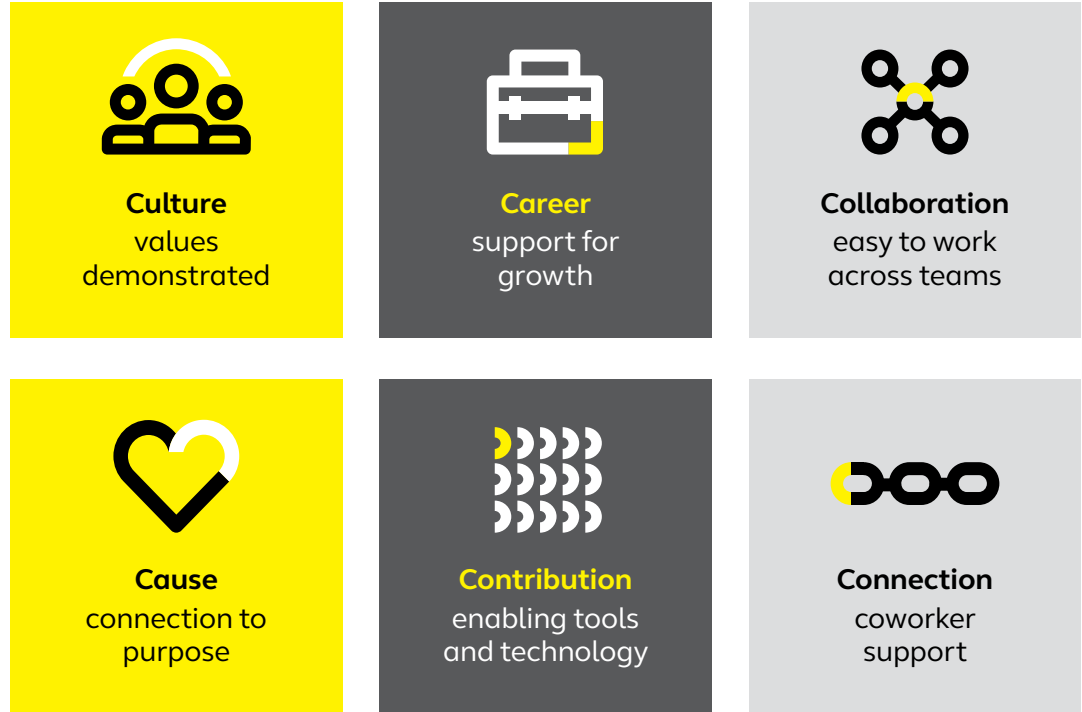 Culture
values
demonstrated
Career
support for
growth
Collaboration
easy to work
across teams
Cause
connection to
purpose
Contribution
enabling tools
and technology
Connection
coworker
support